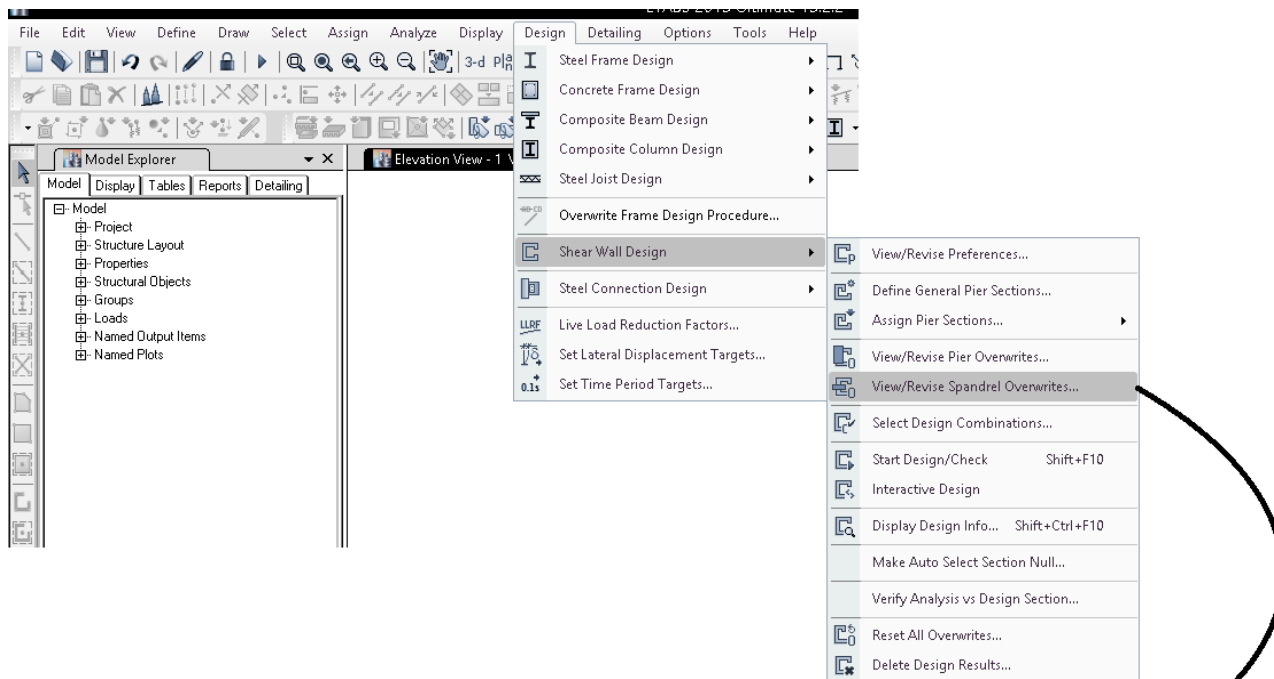 ETABS 2015 Ultimate 15.2.2
File Edit View Define Draw Select Assign Analyze Display Design Detailing Options Tools Help
3-d
Model Explorer
Elevation View - 1
Model Display Tables Reports Detailing
Model
Project
Structure Layout
Properties
Structural Objects
Groups
Loads
Named Output Items
Named Plots
Steel Frame Design
Concrete Frame Design
Composite Beam Design
Composite Column Design
Steel Joist Design
Overwrite Frame Design Procedure...
Shear Wall Design
Steel Connection Design
LLRF Live Load Reduction Factors...
Set Lateral Displacement Targets...
0.1s Set Time Period Targets...
View/Revise Preferences...
Define General Pier Sections...
Assign Pier Sections...
View/Revise Pier Overwrites...
View/Revise Spandrel Overwrites...
Select Design Combinations...
Start Design/Check Shift+F10
Interactive Design
Display Design Info... Shift+Ctrl+F10
Make Auto Select Section Null...
Verify Analysis vs Design Section...
Reset All Overwrites...
Delete Design Results...